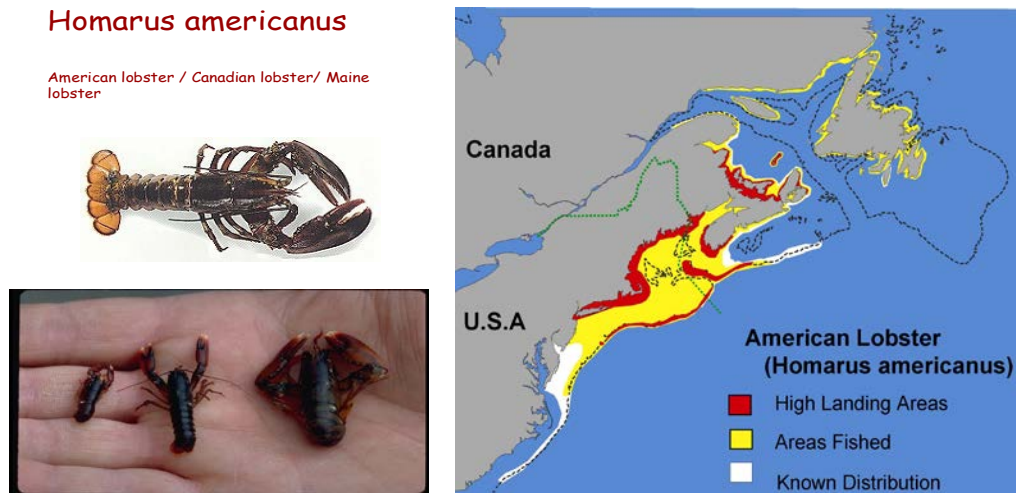 Homarus americanus
American lobster / Canadian lobster/ Maine
lobster
Canada
U.S.A
American Lobster
(Homarus americanus)
High Landing Areas
Areas Fished
Known Distribution